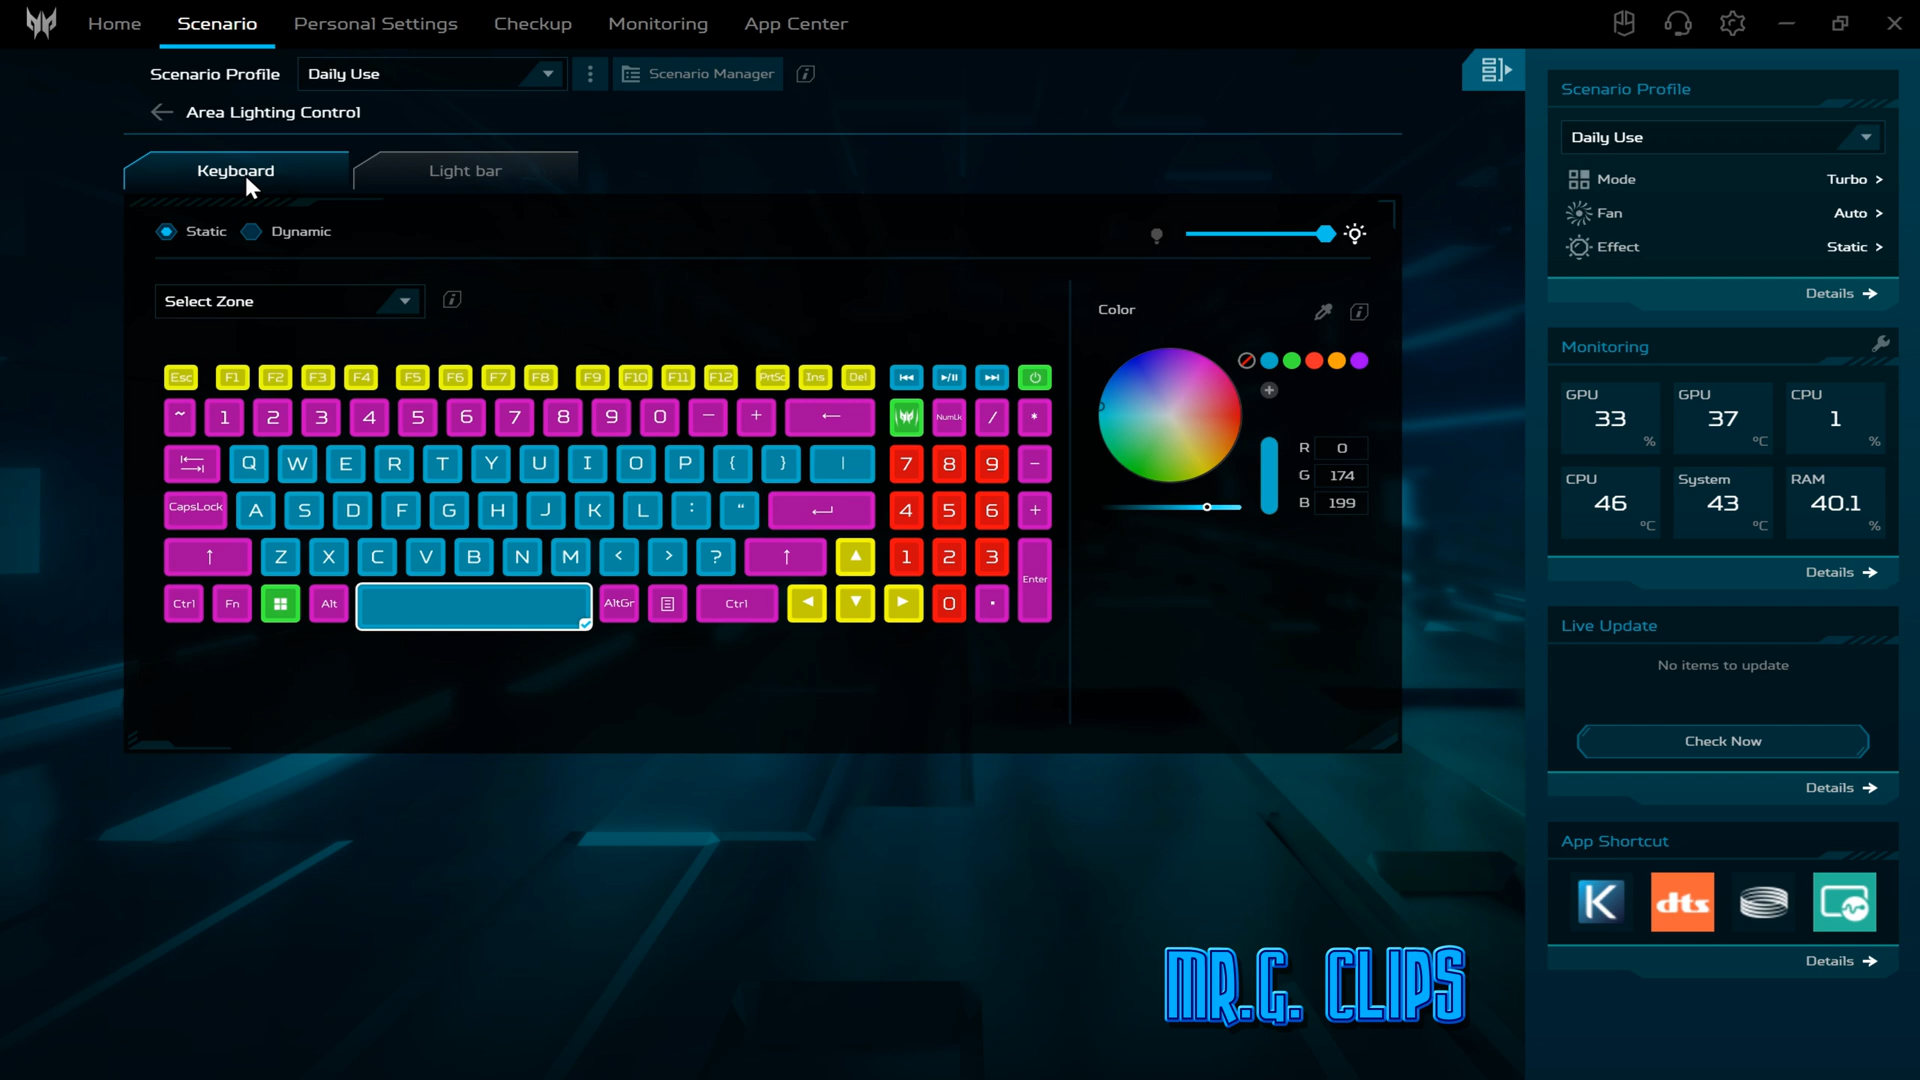 Home Scenario Personal Settings Checkup Monitoring App Center
Scenario Profile Daily Use Scenario Manager
Area Lighting Control
Keyboard Light bar
Static Dynamic
Select Zone
Esc F1 F2 F3 F4 F5 F6 F7 F8 F9 F10 F11 F12 PrtSc Ins Del
~ 1 2 3 4 5 6 7 8 9 0 - + ← NumLk / *
Q W E R T Y U I O P { } | 7 8 9 -
CapsLock A S D F G H J K L : “ 4 5 6 +
↑ Z X C V B N M < > ? ↑ 1 2 3 Enter
Ctrl Fn Alt AltGr Ctrl 0 .
Color
R 0
G 174
B 199
Scenario Profile
Daily Use
Mode Turbo >
Fan Auto >
Effect Static >
Details →
Monitoring
GPU GPU CPU
33 37 1
% °C %
CPU System RAM
46 43 40.1
°C °C %
Details →
Live Update
No items to update
Check Now
Details →
App Shortcut
K dts
Details →
MR.G. CLIPS